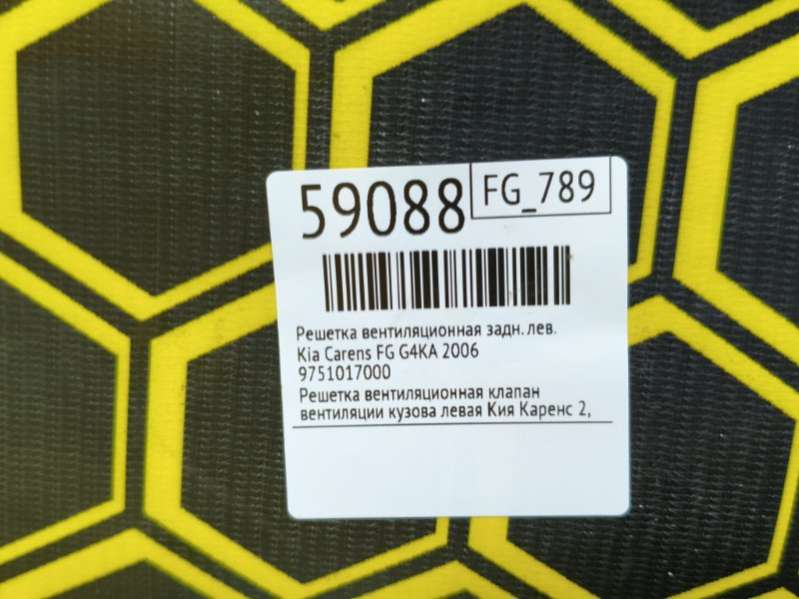 59088
FG_789
Решетка вентиляционная задн. лев.
Kia Carens FG G4KA 2006
9751017000
Решетка вентиляционная клапан
вентиляции кузова левая Кия Каренс 2,